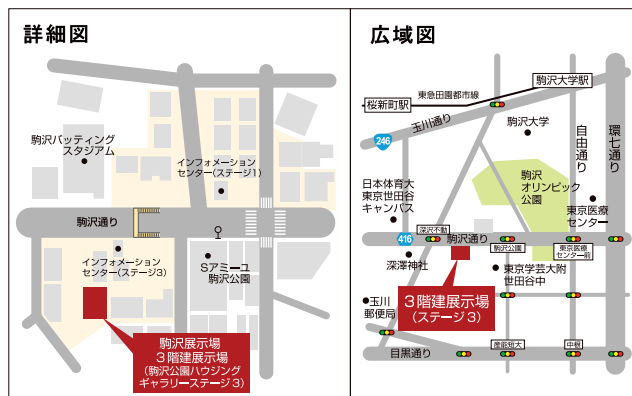 詳細図
駒沢バッティング
スタジアム
インフォメーション
センター(ステージ1)
駒沢通り
インフォメーション
センター(ステージ3)
Sアミーユ
駒沢公園
駒沢展示場
3階建展示場
(駒沢公園ハウジング
ギャラリーステージ3)
広域図
駒沢大学駅
東急田園都市線
桜新町駅
玉川通り
246
駒沢大学
自由通り
環七通り
駒沢
オリンピック
公園
日本体育大
東京世田谷
キャンパス
東京医療
センター
416
深沢不動
駒沢通り
駒沢公園
東京医療
センター前
深澤神社
東京学芸大附
世田谷中
3階建展示場
(ステージ3)
玉川
郵便局
目黒通り
産能短大
中根